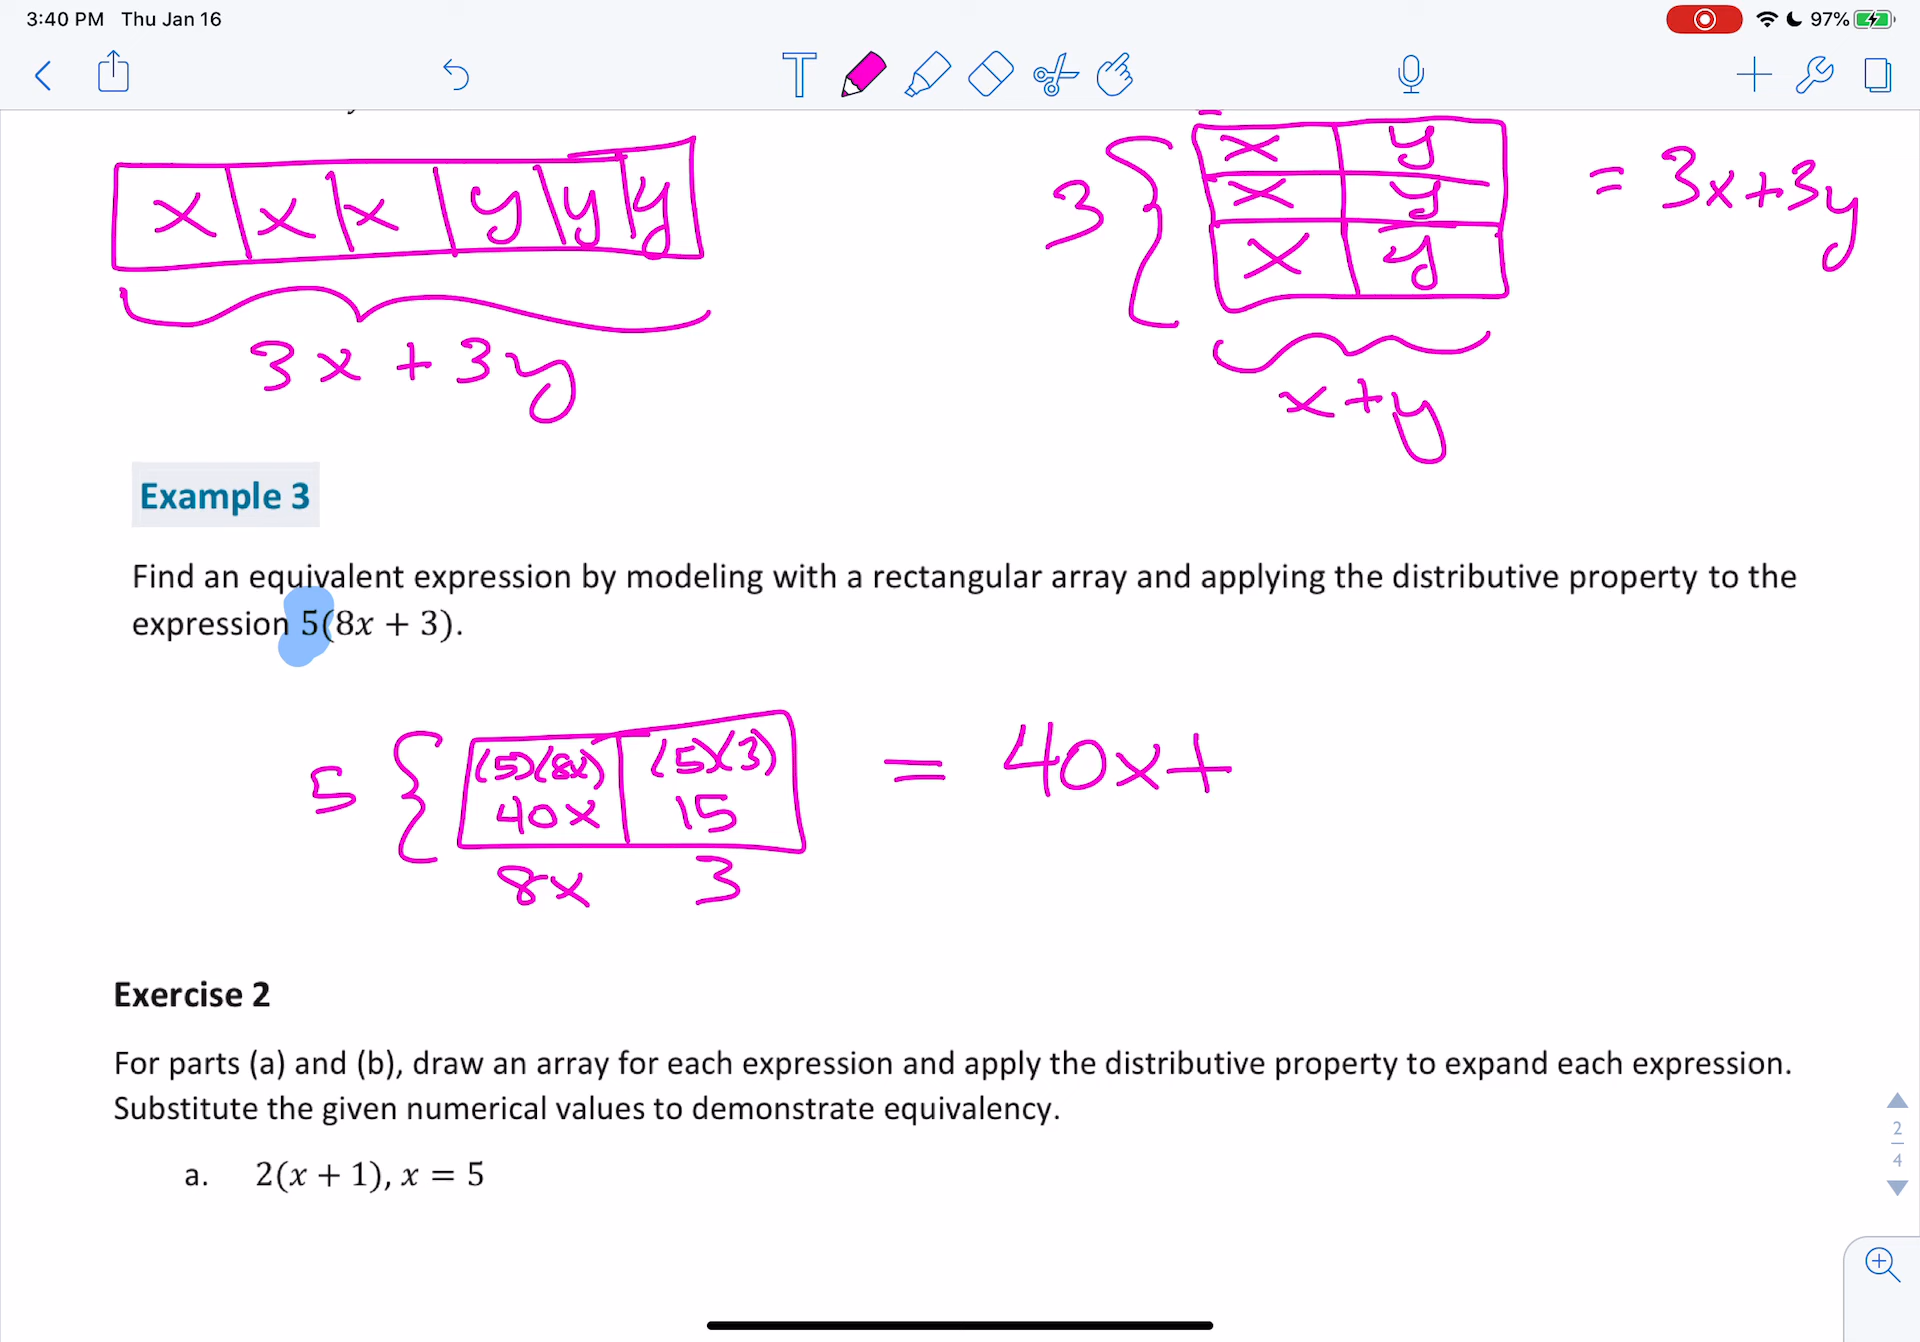 3:40 PM Thu Jan 16 97%
x x x y y y
3x + 3y
3 x y
x y
x y
= 3x+3y
x+y
Example 3
Find an equivalent expression by modeling with a rectangular array and applying the distributive property to the
expression 5(8x + 3).
5 (5)(8x) (5)(3) = 40x+
40x 15
8x 3
Exercise 2
For parts (a) and (b), draw an array for each expression and apply the distributive property to expand each expression.
Substitute the given numerical values to demonstrate equivalency.
a. 2(x + 1), x = 5
2
4